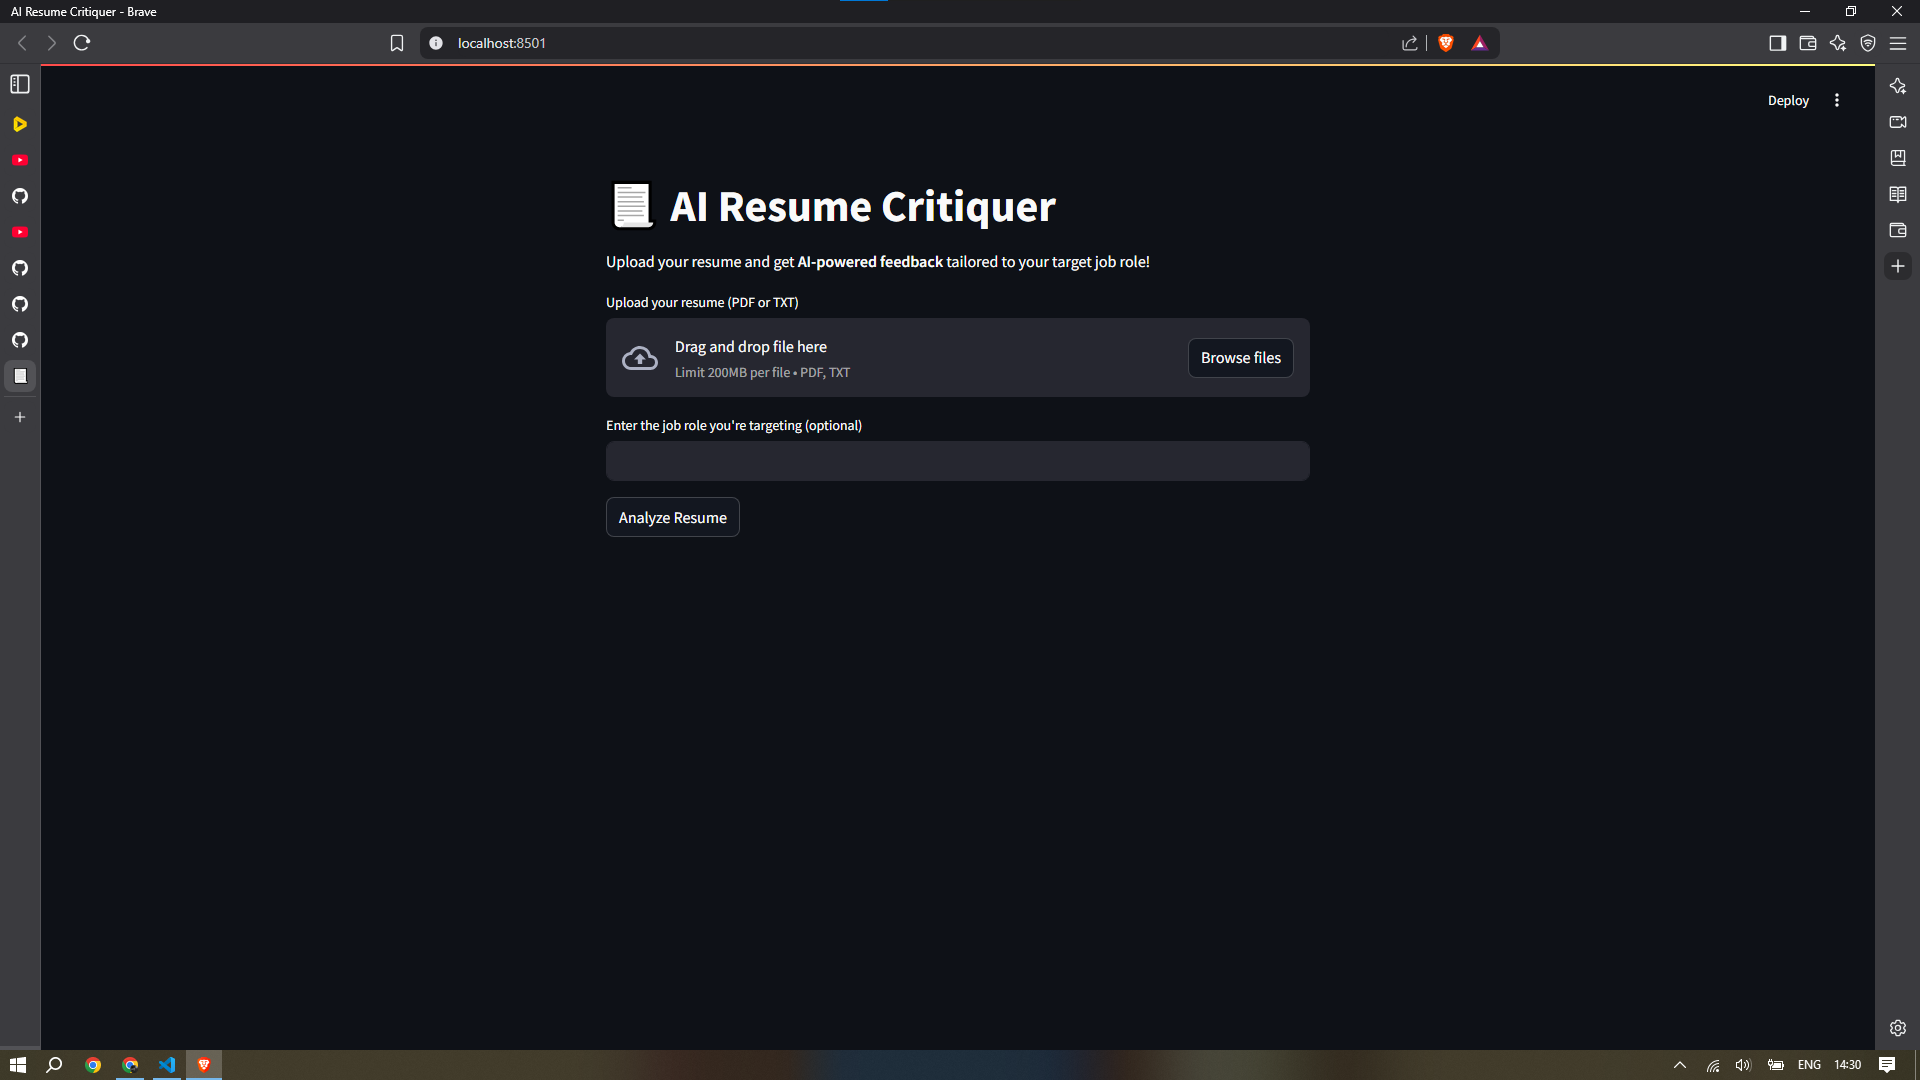 AI Resume Critiquer - Brave
localhost:8501
Deploy
AI Resume Critiquer
Upload your resume and get AI-powered feedback tailored to your target job role!
Upload your resume (PDF or TXT)
Drag and drop file here
Limit 200MB per file • PDF, TXT
Browse files
Enter the job role you're targeting (optional)
Analyze Resume
ENG
14:30